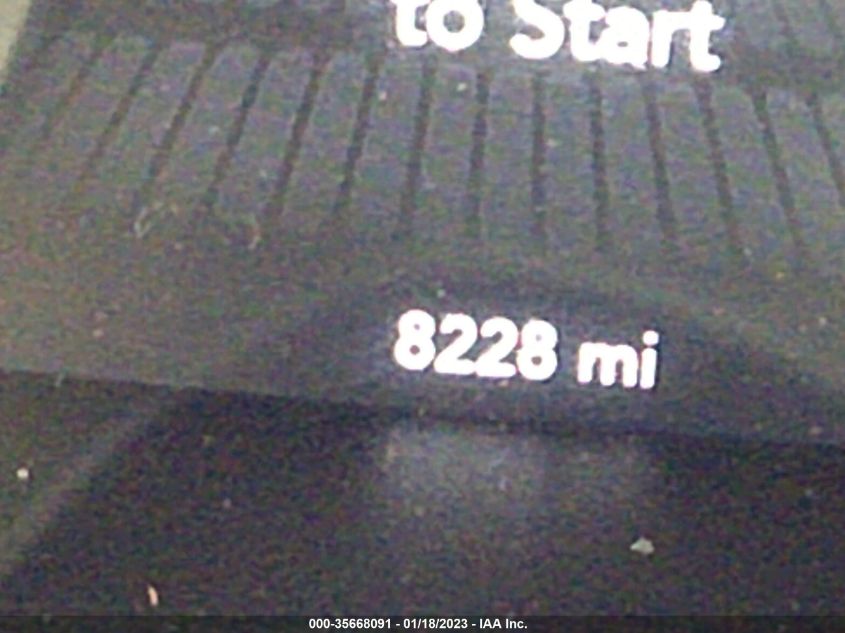 to Start
8228 mi
000-35668091 - 01/18/2023 - IAA Inc.